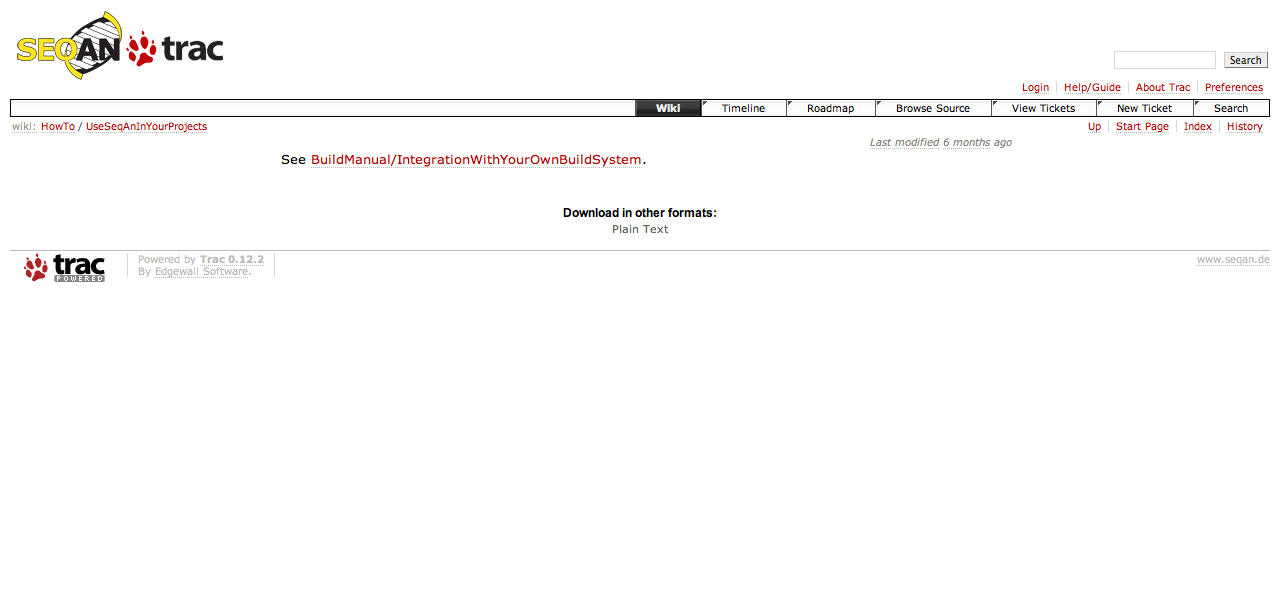 SEQAN trac
Search
Login Help/Guide About Trac Preferences
Wiki Timeline Roadmap Browse Source View Tickets New Ticket Search
wiki: HowTo / UseSeqAnInYourProjects Up Start Page Index History
Last modified 6 months ago
See BuildManual/IntegrationWithYourOwnBuildSystem.
Download in other formats:
Plain Text
trac POWERED
Powered by Trac 0.12.2
By Edgewall Software.
www.seqan.de